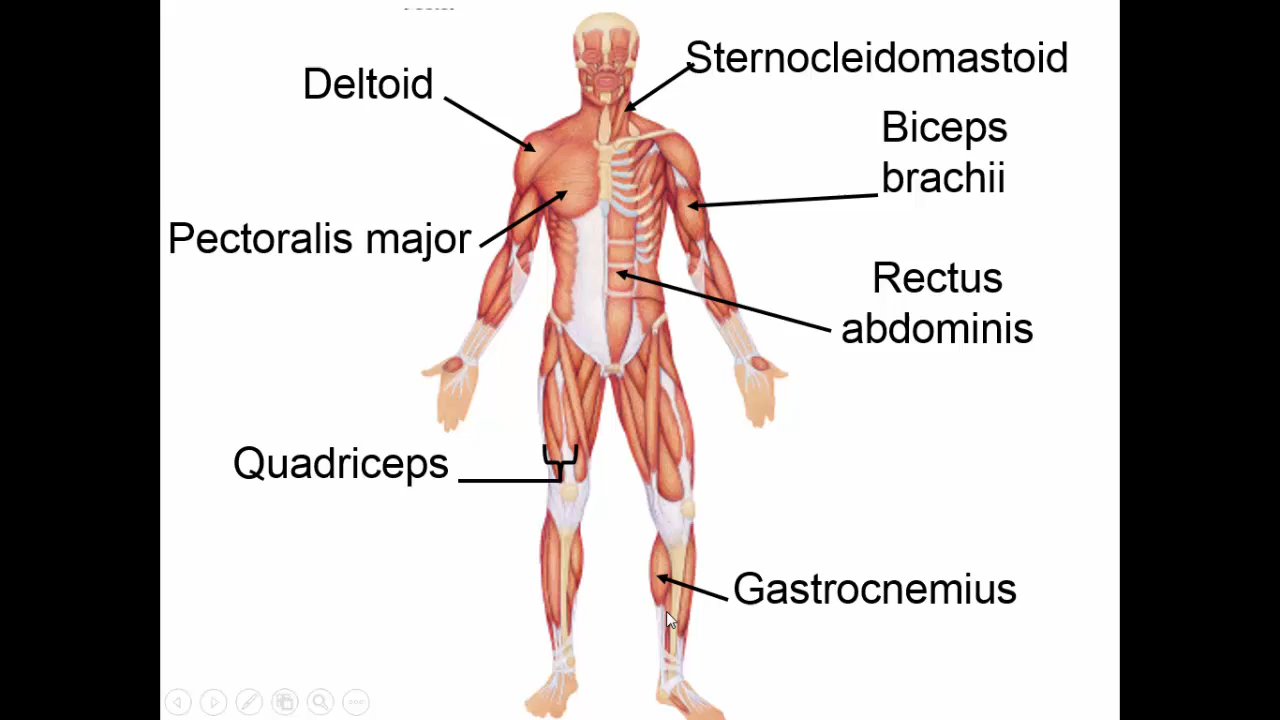 Sternocleidomastoid
Deltoid
Biceps
brachii
Pectoralis major
Rectus
abdominis
Quadriceps
Gastrocnemius